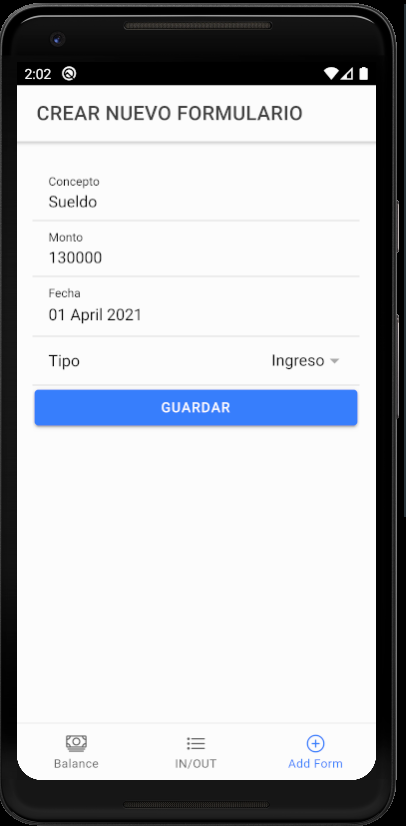 2:02
CREAR NUEVO FORMULARIO
Concepto
Sueldo
Monto
130000
Fecha
01 April 2021
Tipo Ingreso
GUARDAR
Balance IN/OUT Add Form